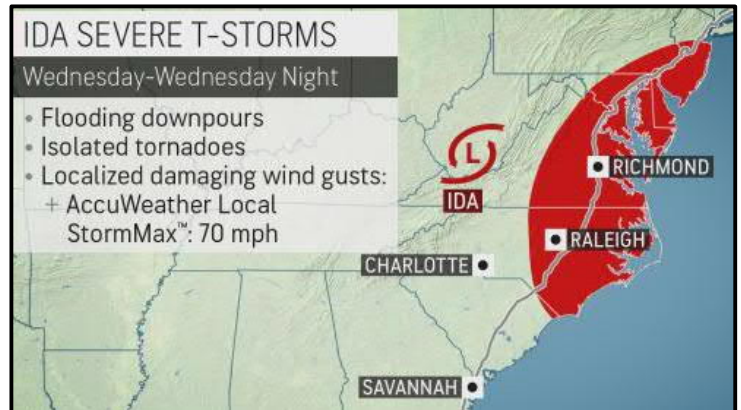 IDA SEVERE T-STORMS
Wednesday-Wednesday Night
• Flooding downpours
• Isolated tornadoes
• Localized damaging wind gusts:
+ AccuWeather Local
StormMax™: 70 mph
L
IDA
RICHMOND
RALEIGH
CHARLOTTE
SAVANNAH